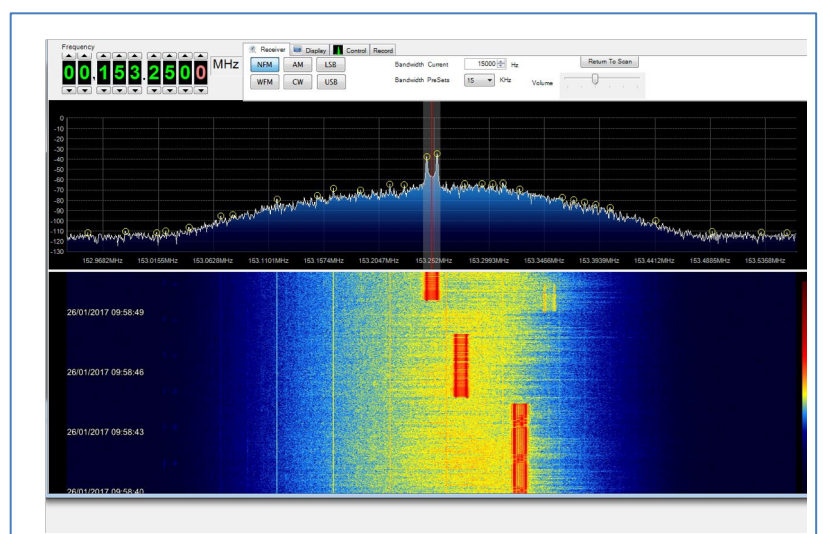 Frequency
00,153.2500 MHz
Receiver Display Control Record
NFM AM LSB
WFM CW USB
Bandwidth Current 15000 Hz
Bandwidth PreSets 15 KHz
Volume
Return To Scan
0
-10
-20
-30
-40
-50
-60
-70
-80
-90
-100
-110
-120
-130
152.9682MHz 153.0155MHz 153.0628MHz 153.1101MHz 153.1574MHz 153.2047MHz 153.252MHz 153.2993MHz 153.3466MHz 153.3939MHz 153.4412MHz 153.4885MHz 153.5358MHz
26/01/2017 09:58:49
26/01/2017 09:58:46
26/01/2017 09:58:43
26/01/2017 09:58:40